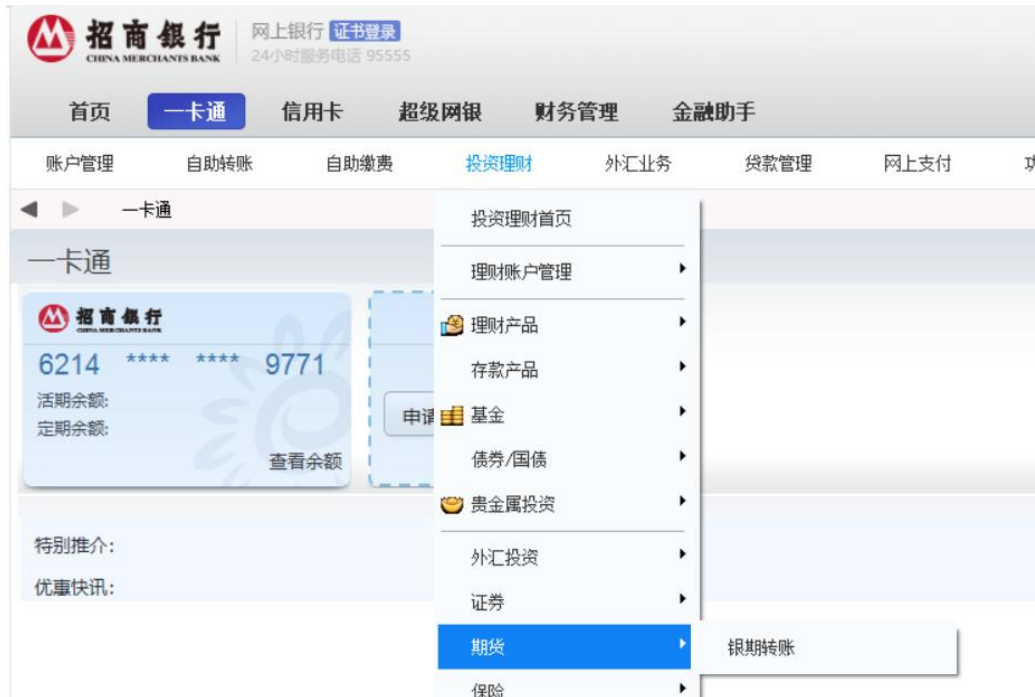 招商银行 网上银行 证书登录
CHINA MERCHANTS BANK 24小时服务电话 95555
首页 一卡通 信用卡 超级网银 财务管理 金融助手
账户管理 自助转账 自助缴费 投资理财 外汇业务 贷款管理 网上支付
一卡通
投资理财首页
一卡通
理财账户管理
招商银行
CHINA MERCHANTS BANK
理财产品
6214 **** **** 9771
存款产品
活期余额:
申请
基金
定期余额:
查看余额
债券/国债
贵金属投资
特别推介:
外汇投资
优惠快讯:
证券
期货 银期转账
保险